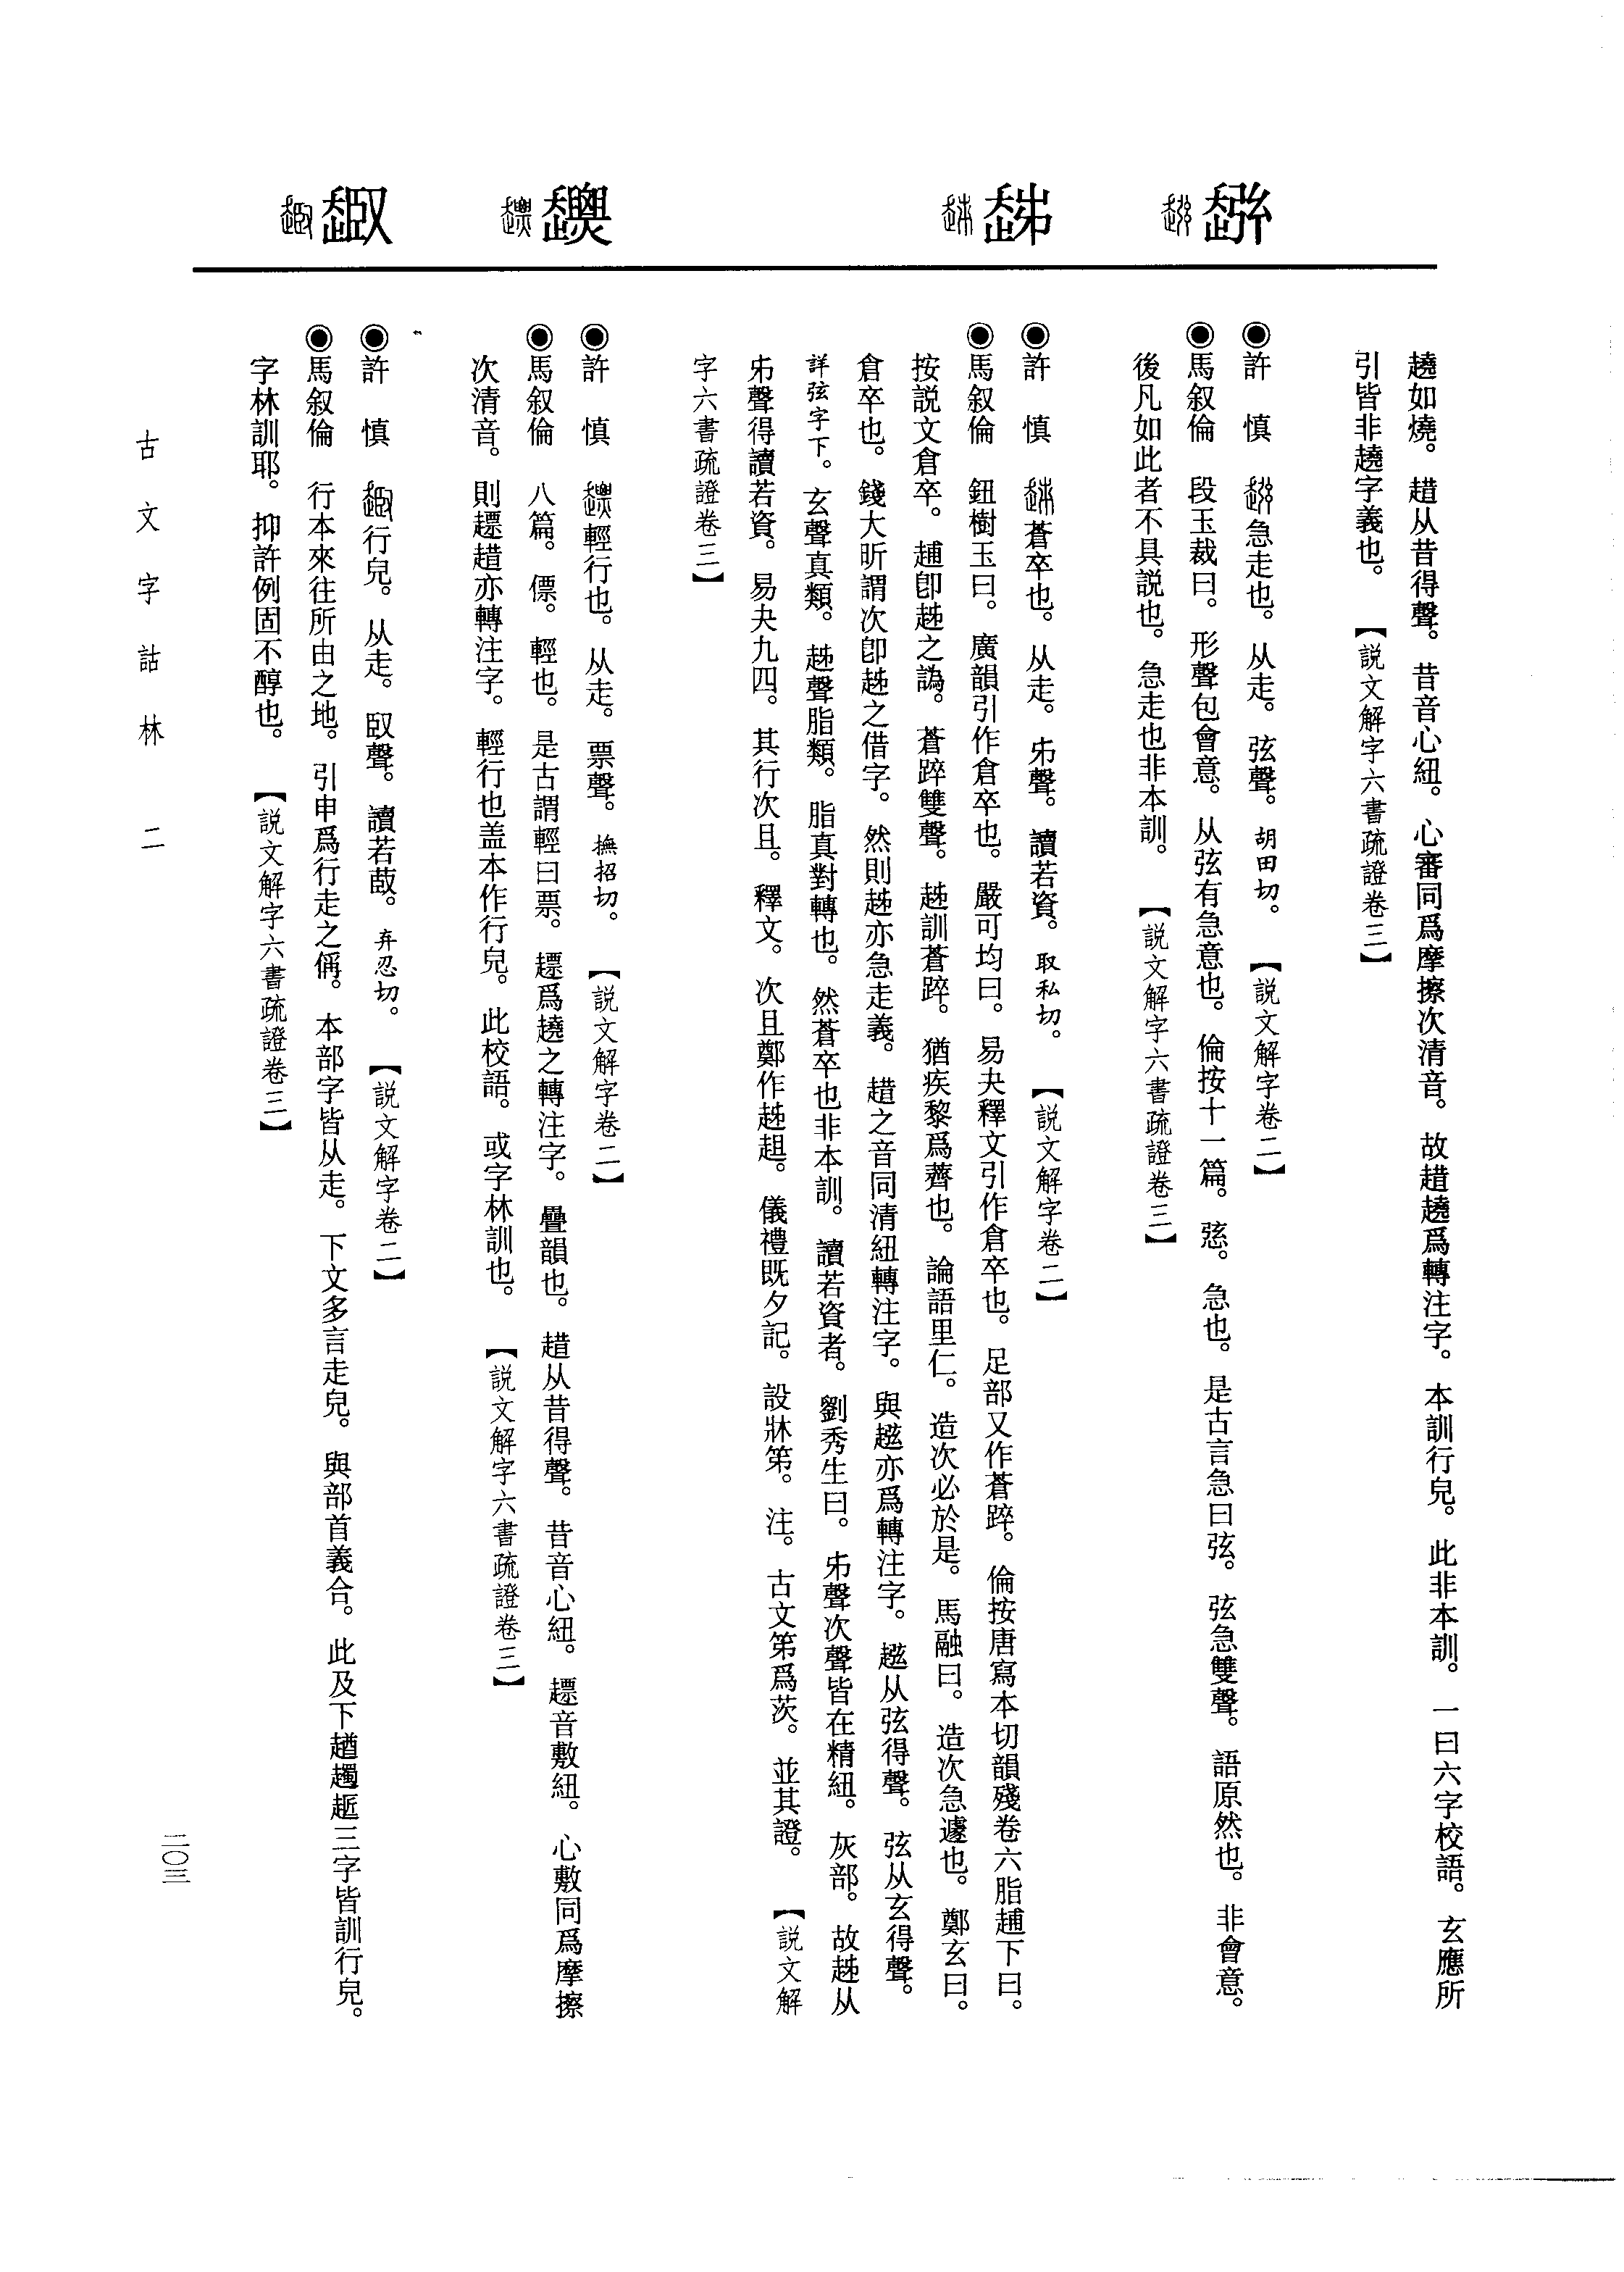 趬如燒。趞从昔得聲。昔音心紐。心審同爲摩擦次清音。故趞趬爲轉注字。本訓行皃。此非本訓。一曰六字校語。玄應所
引皆非趬字義也。【説文解字六書疏證卷三】
𧼒
◉許　慎　急走也。从走。弦聲。胡田切。【説文解字卷二】
◉馬叙倫　段玉裁曰。形聲包會意。从弦有急意也。倫按十一篇。㢺。急也。是古言急曰弦。弦急雙聲。語原然也。非會意。
後凡如此者不具説也。急走也非本訓。【説文解字六書疏證卷三】
𧻕
◉許　慎　蒼卒也。从走。𠂔聲。讀若資。取私切。【説文解字卷二】
◉馬叙倫　鈕樹玉曰。廣韻引作倉卒也。嚴可均曰。易夬釋文引作倉卒也。足部又作蒼踤。倫按唐寫本切韻殘卷六脂趀下曰。
按説文倉卒。趀卽趀之譌。蒼踤雙聲。趀訓蒼踤。猶疾黎爲薺也。論語里仁。造次必於是。馬融曰。造次急遽也。鄭玄曰。
倉卒也。錢大昕謂次卽趀之借字。然則趀亦急走義。趞之音同清紐轉注字。與𧼒亦爲轉注字。𧼒从弦得聲。弦从玄得聲。
詳弦字下。玄聲真類。趀聲脂類。脂真對轉也。然蒼卒也非本訓。讀若資者。劉秀生曰。𠂔聲次聲皆在精紐。灰部。故趀从
𠂔聲得讀若資。易夬九四。其行次且。釋文。次且鄭作趀趄。儀禮既夕記。設牀笫。注。古文笫爲茨。並其證。【説文解
字六書疏證卷三】
𧽤
◉許　慎　輕行也。从走。票聲。撫招切。【説文解字卷二】
◉馬叙倫　八篇。僄。輕也。是古謂輕曰票。𧽤爲趬之轉注字。疊韻也。趞从昔得聲。昔音心紐。𧽤音敷紐。心敷同爲摩擦
次清音。則𧽤趞亦轉注字。輕行也盖本作行皃。此校語。或字林訓也。【説文解字六書疏證卷三】
𧼛
◉許　慎　行皃。从走。臤聲。讀若菣。弃忍切。【説文解字卷二】
◉馬叙倫　行本來往所由之地。引申爲行走之偁。本部字皆从走。下文多言走皃。與部首義合。此及下三字皆訓行皃。
字林訓耶。抑許例固不醇也。【説文解字六書疏證卷三】
古文字詁林　二
二〇三